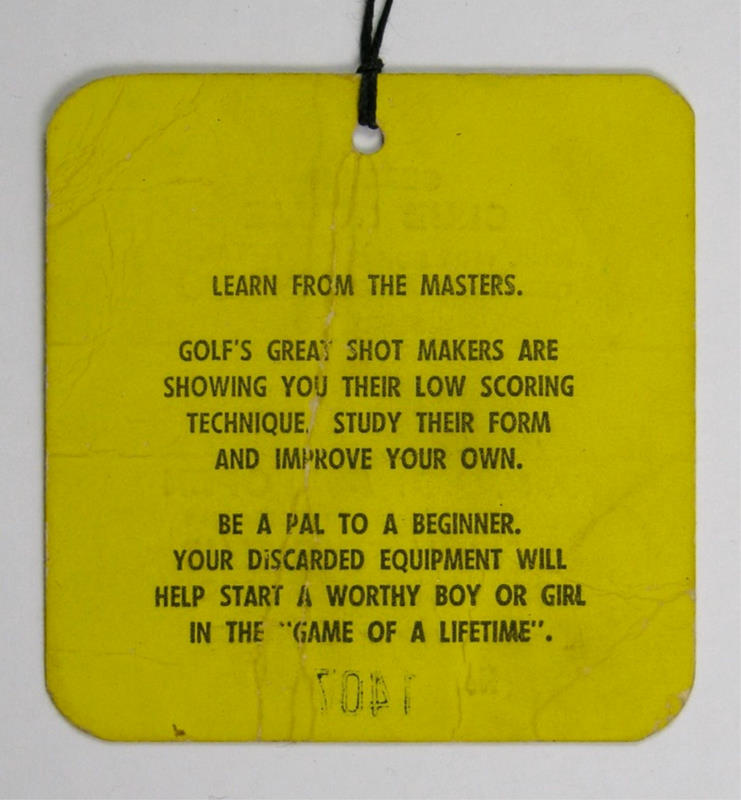 LEARN FROM THE MASTERS.
GOLF'S GREAT SHOT MAKERS ARE
SHOWING YOU THEIR LOW SCORING
TECHNIQUE. STUDY THEIR FORM
AND IMPROVE YOUR OWN.
BE A PAL TO A BEGINNER.
YOUR DISCARDED EQUIPMENT WILL
HELP START A WORTHY BOY OR GIRL
IN THE "GAME OF A LIFETIME".
1407